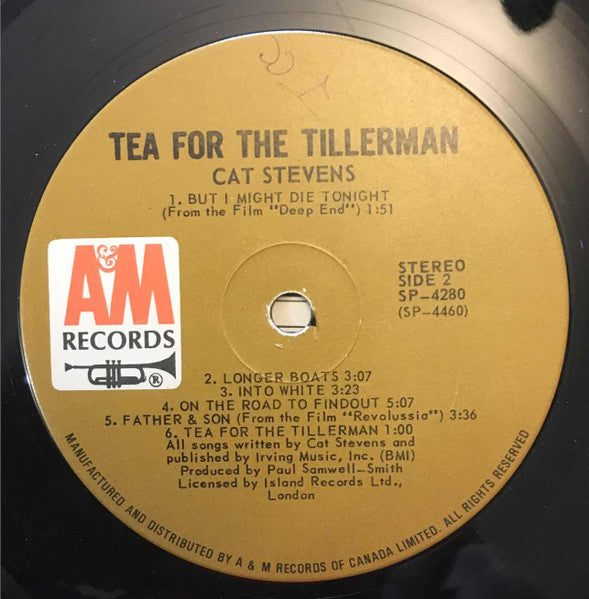 TEA FOR THE TILLERMAN
CAT STEVENS
1. BUT I MIGHT DIE TONIGHT
(From the Film "Deep End") 1:51
A&M
RECORDS
®
STEREO
SIDE 2
SP-4280
(SP-4460)
2. LONGER BOATS 3:07
3. INTO WHITE 3:23
4. ON THE ROAD TO FINDOUT 5:07
5. FATHER & SON (From the Film "Revolussia") 3:36
6. TEA FOR THE TILLERMAN 1:00
All songs written by Cat Stevens and
published by Irving Music, Inc. (BMI)
Produced by Paul Samwell-Smith
Licensed by Island Records Ltd.,
London
MANUFACTURED AND DISTRIBUTED BY A & M RECORDS OF CANADA LIMITED. ALL RIGHTS RESERVED